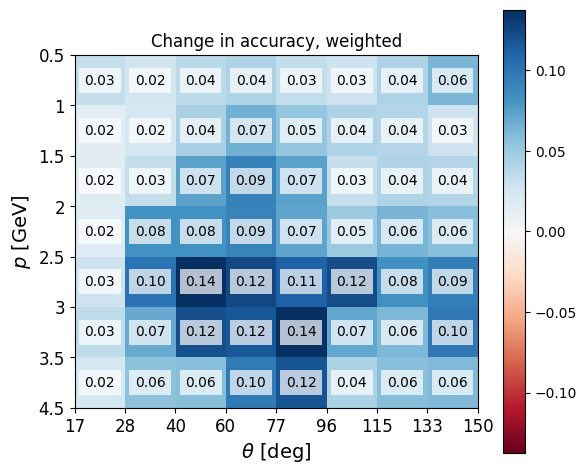 Change in accuracy, weighted
0.5
0.03 0.02 0.04 0.04 0.03 0.03 0.04 0.06
1
0.02 0.02 0.04 0.07 0.05 0.04 0.04 0.03
1.5
0.02 0.03 0.07 0.09 0.07 0.03 0.04 0.04
2
0.02 0.08 0.08 0.09 0.07 0.05 0.06 0.06
2.5
0.03 0.10 0.14 0.12 0.11 0.12 0.08 0.09
3
0.03 0.07 0.12 0.12 0.14 0.07 0.06 0.10
3.5
0.02 0.06 0.06 0.10 0.12 0.04 0.06 0.06
4.5
p [GeV]
17 28 40 60 77 96 115 133 150
θ [deg]
0.10
0.05
0.00
−0.05
−0.10